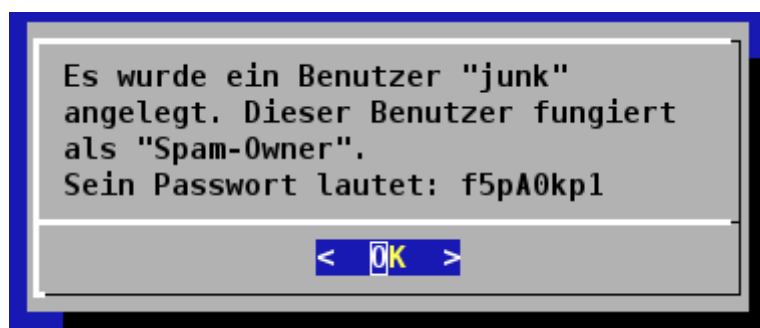 Es wurde ein Benutzer "junk"
angelegt. Dieser Benutzer fungiert
als "Spam-Owner".
Sein Passwort lautet: f5pA0kp1
< OK >